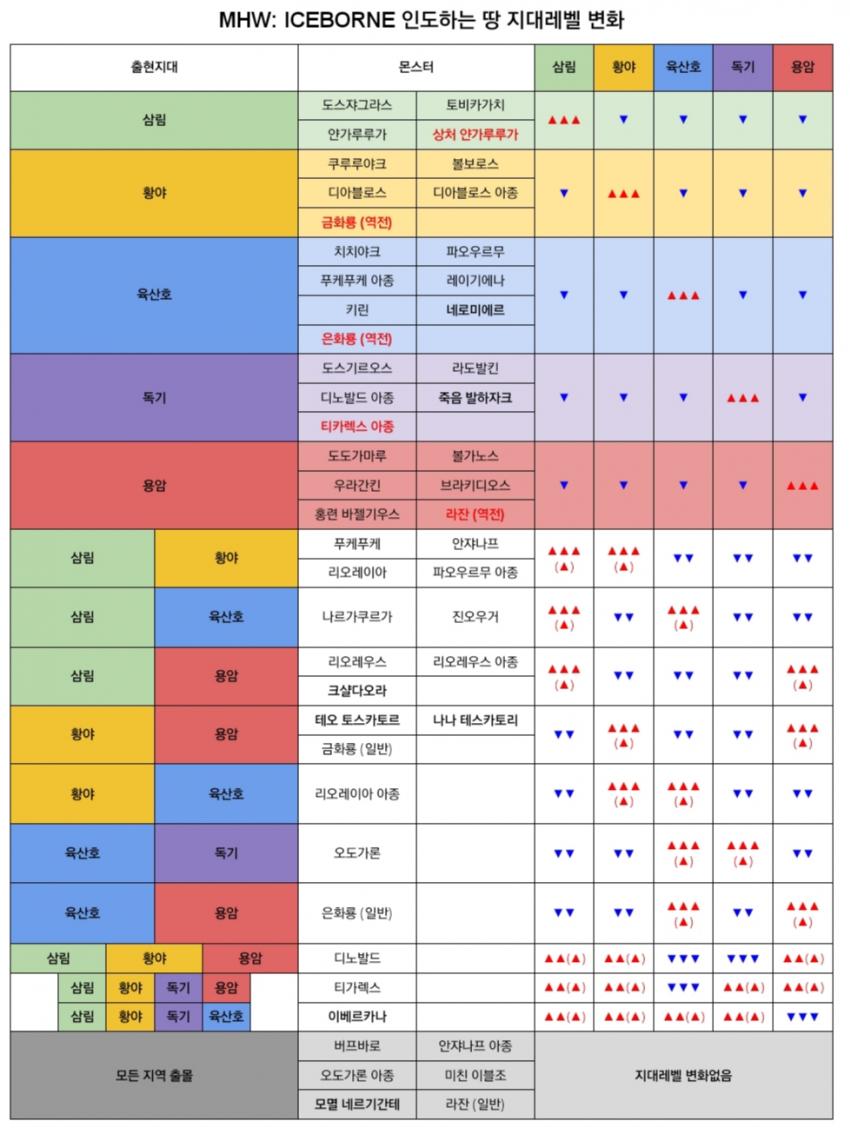 MHW: ICEBORNE 인도하는 땅 지대레벨 변화
출현지대 몬스터 삼림 황야 육산호 독기 용암
삼림
도스쟈그라스 토비카가치
얀가루루가 상처 얀가루루가
▲▲▲ ▼ ▼ ▼ ▼
황야
쿠루루야크 볼보로스
디아블로스 디아블로스 아종
금화룡 (역전)
▼ ▲▲▲ ▼ ▼ ▼
육산호
치치야크 파오우르무
푸케푸케 아종 레이기에나
키린 네로미에르
은화룡 (역전)
▼ ▼ ▲▲▲ ▼ ▼
독기
도스기르오스 라도발킨
디노발드 아종 죽음 발하자크
티카렉스 아종
▼ ▼ ▼ ▲▲▲ ▼
용암
도도가마루 볼가노스
우라간킨 브라키디오스
홍련 바젤기우스 라잔 (역전)
▼ ▼ ▼ ▼ ▲▲▲
삼림 황야
푸케푸케 안쟈나프
리오레이아 파오우르무 아종
▲▲▲ ▲▲▲ ▼▼ ▼▼ ▼▼
(▲) (▲)
삼림 육산호
나르가쿠르가 진오우거
▲▲▲ ▼▼ ▲▲▲ ▼▼ ▼▼
(▲) (▲)
삼림 용암
리오레우스 리오레우스 아종
크샬다오라
▲▲▲ ▼▼ ▼▼ ▼▼ ▲▲▲
(▲) (▲)
황야 용암
테오 토스카토르 나나 테스카토리
금화룡 (일반)
▼▼ ▲▲▲ ▼▼ ▼▼ ▲▲▲
(▲) (▲)
황야 육산호
리오레이아 아종
▼▼ ▲▲▲ ▲▲▲ ▼▼ ▼▼
(▲) (▲)
육산호 독기
오도가론
▼▼ ▼▼ ▲▲▲ ▲▲▲ ▼▼
(▲) (▲)
육산호 용암
은화룡 (일반)
▼▼ ▼▼ ▲▲▲ ▼▼ ▲▲▲
(▲) (▲)
삼림 황야 용암 디노발드 ▲▲(▲) ▲▲(▲) ▼▼▼ ▼▼▼ ▲▲(▲)
삼림 황야 독기 용암 티가렉스 ▲▲(▲) ▲▲(▲) ▼▼▼ ▲▲(▲) ▲▲(▲)
삼림 황야 독기 육산호 이베르카나 ▲▲(▲) ▲▲(▲) ▲▲(▲) ▲▲(▲) ▼▼▼
모든 지역 출몰
버프바로 안쟈나프 아종
오도가론 아종 미친 이블조
모멸 네르기간테 라잔 (일반)
지대레벨 변화없음